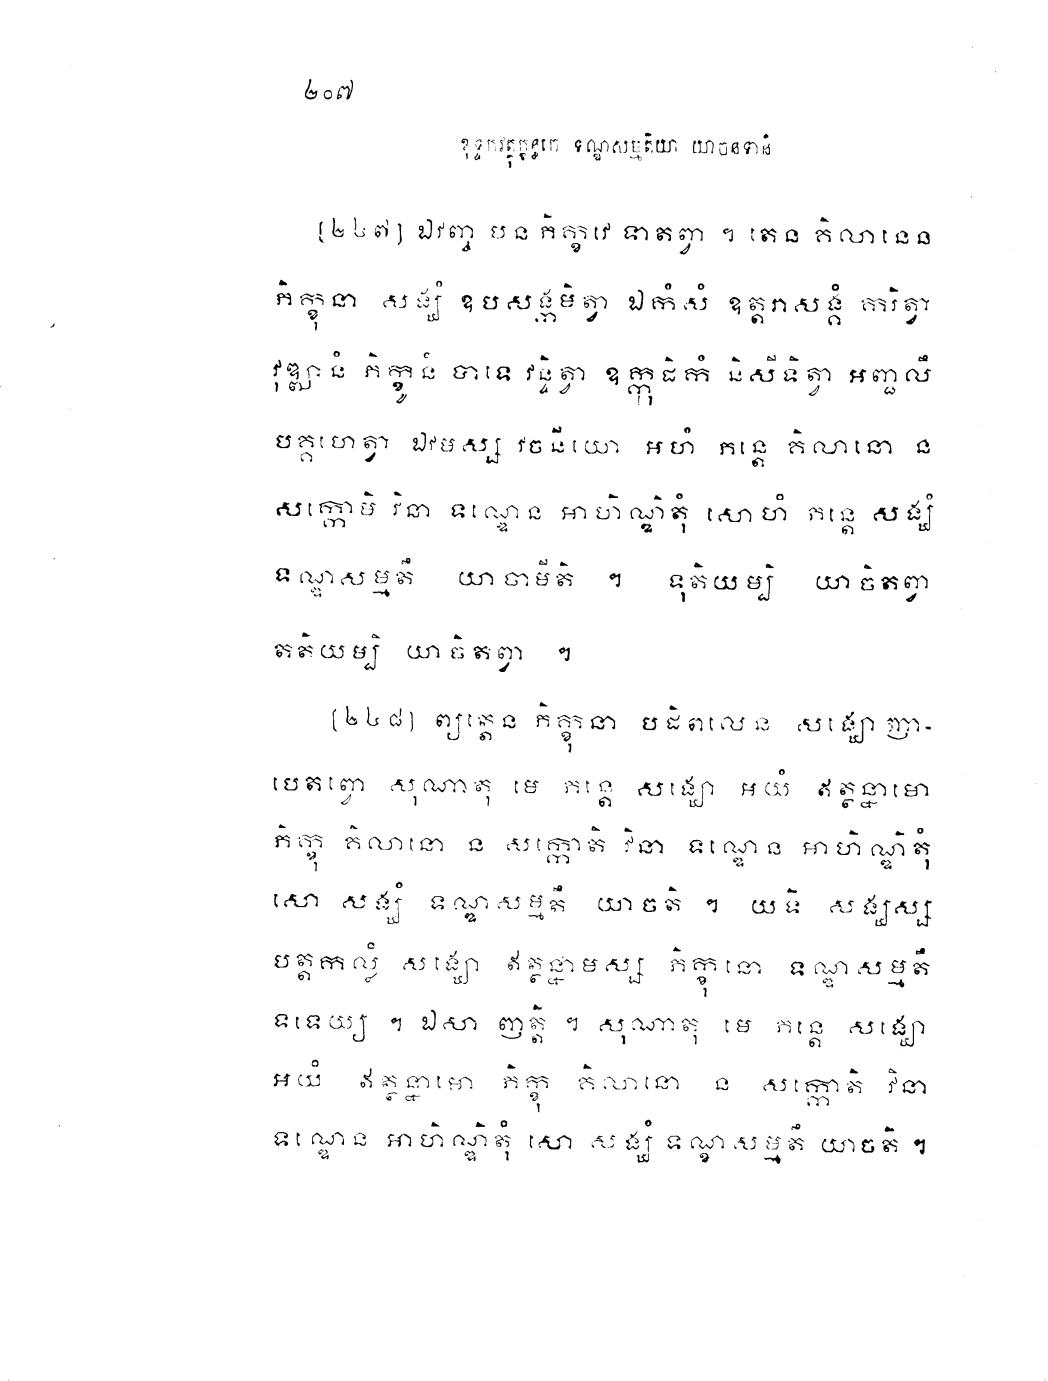 ២០៧
ខុទ្ទកវត្ថុក្ខន្ធកេ ទណ្ឌសម្មតិយា យាចនទានំ
[២៤៧] ឯវញ្ច បន ភិក្ខវេ ទាតព្វា ។ តេន គិលានេន
ភិក្ខុនា សង្ឃំ ឧបសង្កមិត្វា ឯកំសំ ឧត្តរាសង្គំ ករិត្វា
វុឌ្ឍានំ ភិក្ខូនំ បាទេ វន្ទិត្វា ឧក្កុដិកំ និសីទិត្វា អញ្ជលឹ
បគ្គហេត្វា ឯវមស្ស វចនីយោ អហំ ភន្តេ គិលានោ ន
សក្កោមិ វិនា ទណ្ឌេន អាហិណ្ឌិតុំ សោហំ ភន្តេ សង្ឃំ
ទណ្ឌសម្មតឹ យាចាមីតិ ។ ទុតិយម្បិ យាចិតព្វា
តតិយម្បិ យាចិតព្វា ។
[២៤៨] ព្យត្តេន ភិក្ខុនា បដិពលេន សង្ឃោ ញា-
បេតព្វោ សុណាតុ មេ ភន្តេ សង្ឃោ អយំ ឥត្ថន្នាមោ
ភិក្ខុ គិលានោ ន សក្កោតិ វិនា ទណ្ឌេន អាហិណ្ឌិតុំ
សោ សង្ឃំ ទណ្ឌសម្មតឹ យាចតិ ។ យទិ សង្ឃស្ស
បត្តកល្លំ សង្ឃោ ឥត្ថន្នាមស្ស ភិក្ខុនោ ទណ្ឌសម្មតឹ
ទទេយ្យ ។ ឯសា ញត្តិ ។ សុណាតុ មេ ភន្តេ សង្ឃោ
អយំ ឥត្ថន្នាមោ ភិក្ខុ គិលានោ ន សក្កោតិ វិនា
ទណ្ឌេន អាហិណ្ឌិតុំ សោ សង្ឃំ ទណ្ឌសម្មតឹ យាចតិ ។